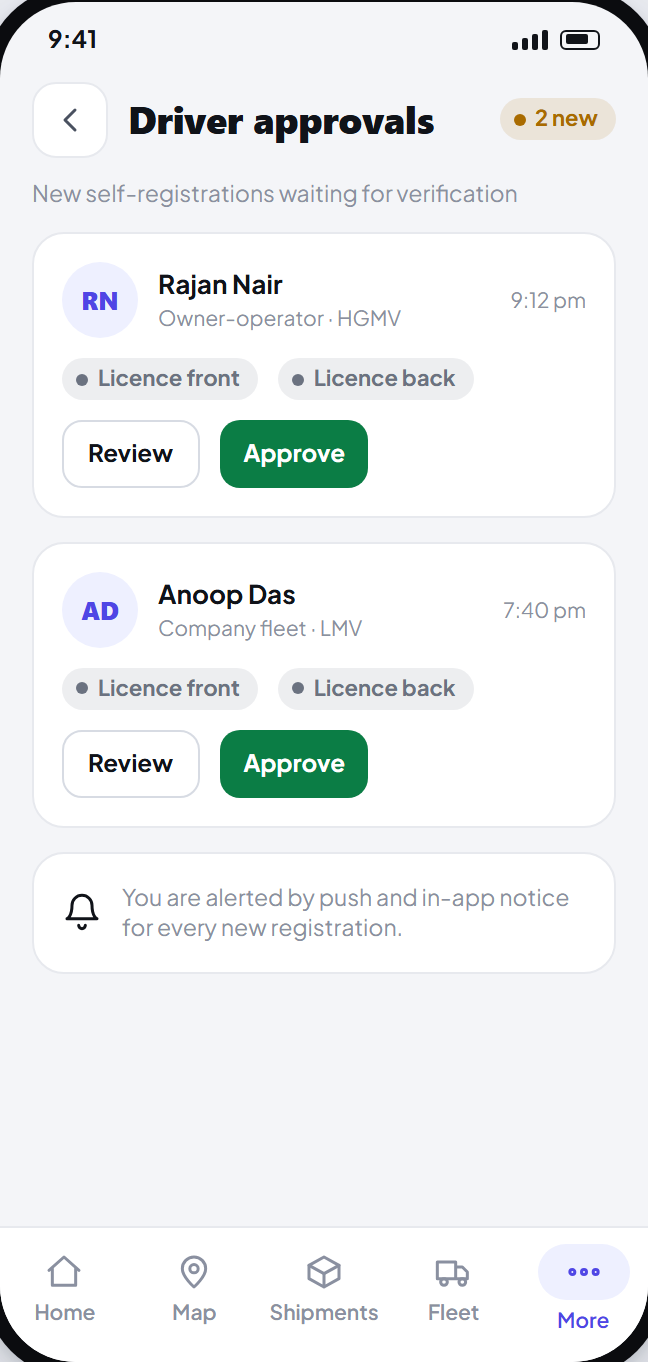 9:41
Driver approvals
2 new
New self-registrations waiting for verification
RN
Rajan Nair
Owner-operator · HGMV
9:12 pm
Licence front
Licence back
Review
Approve
AD
Anoop Das
Company fleet · LMV
7:40 pm
Licence front
Licence back
Review
Approve
You are alerted by push and in-app notice
for every new registration.
Home
Map
Shipments
Fleet
More